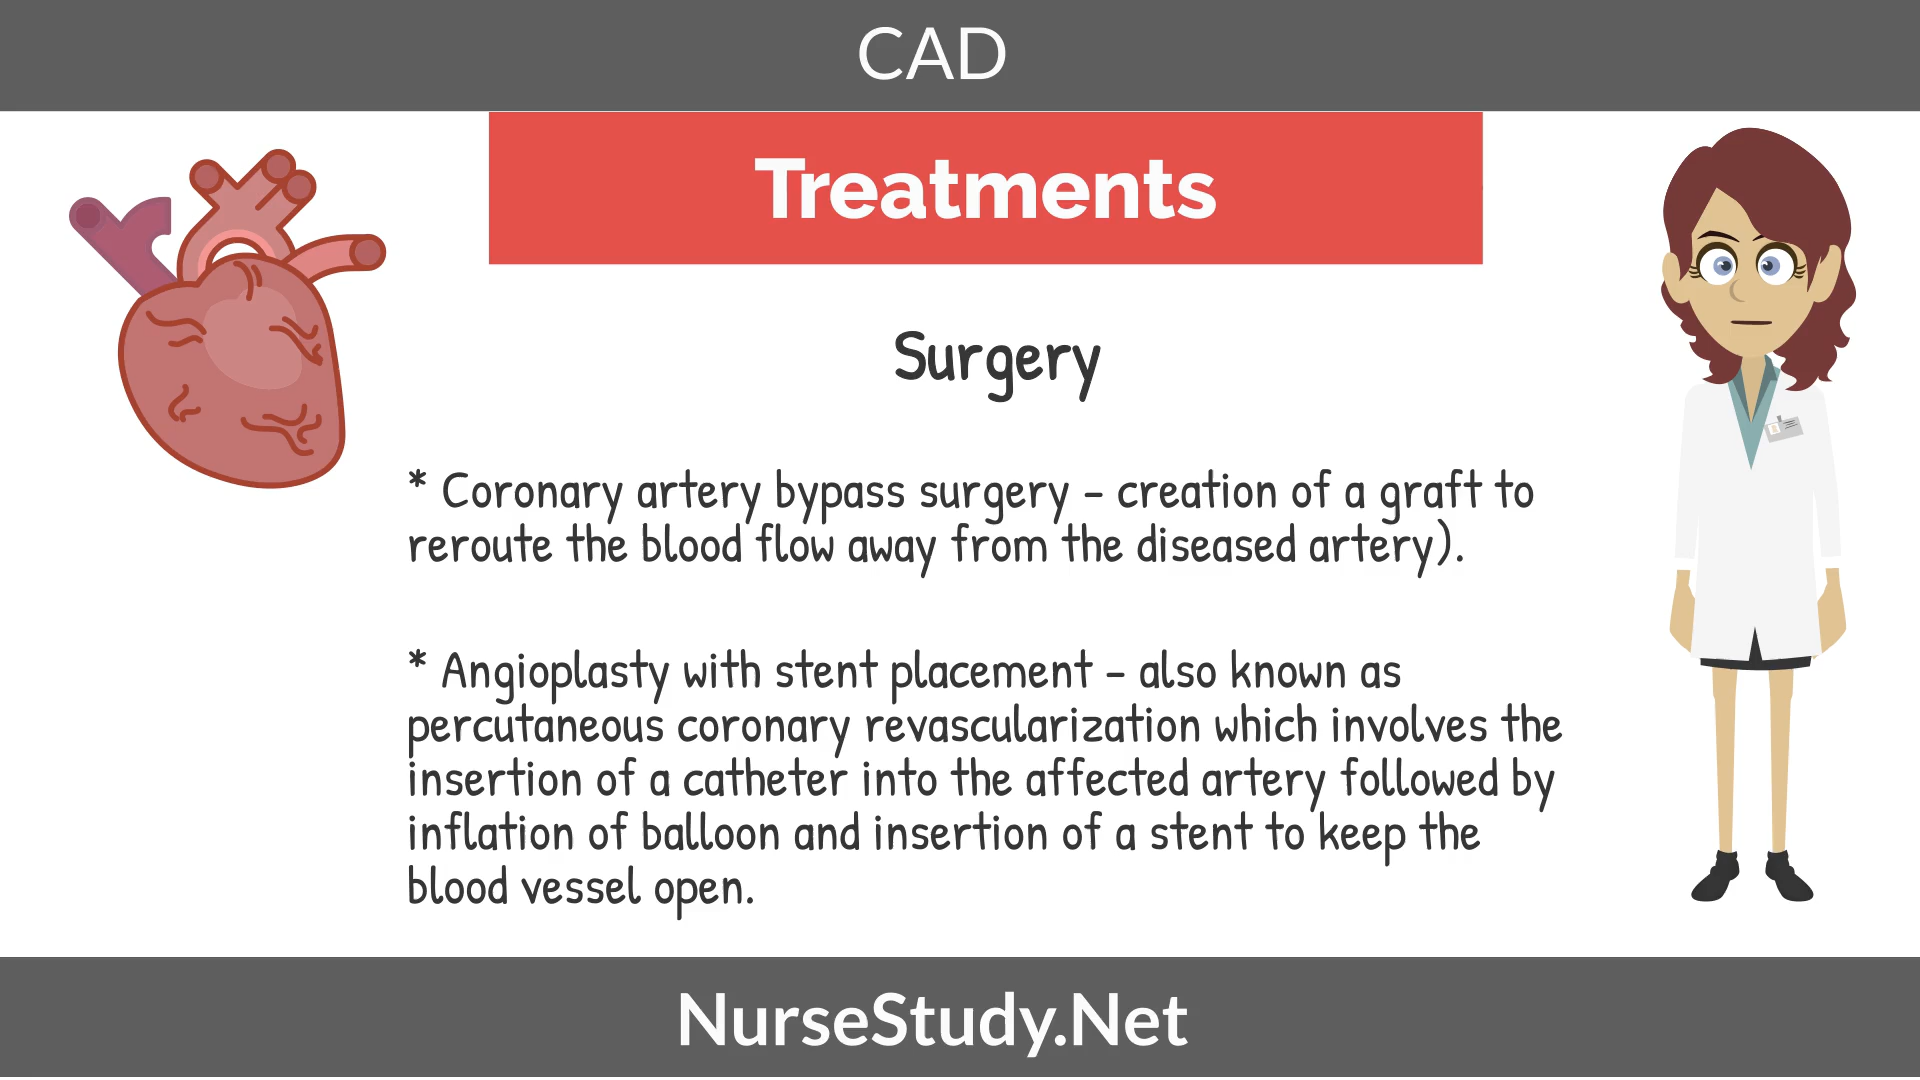 CAD
Treatments
Surgery
* Coronary artery bypass surgery – creation of a graft to
reroute the blood flow away from the diseased artery).
* Angioplasty with stent placement – also known as
percutaneous coronary revascularization which involves the
insertion of a catheter into the affected artery followed by
inflation of balloon and insertion of a stent to keep the
blood vessel open.
NurseStudy.Net